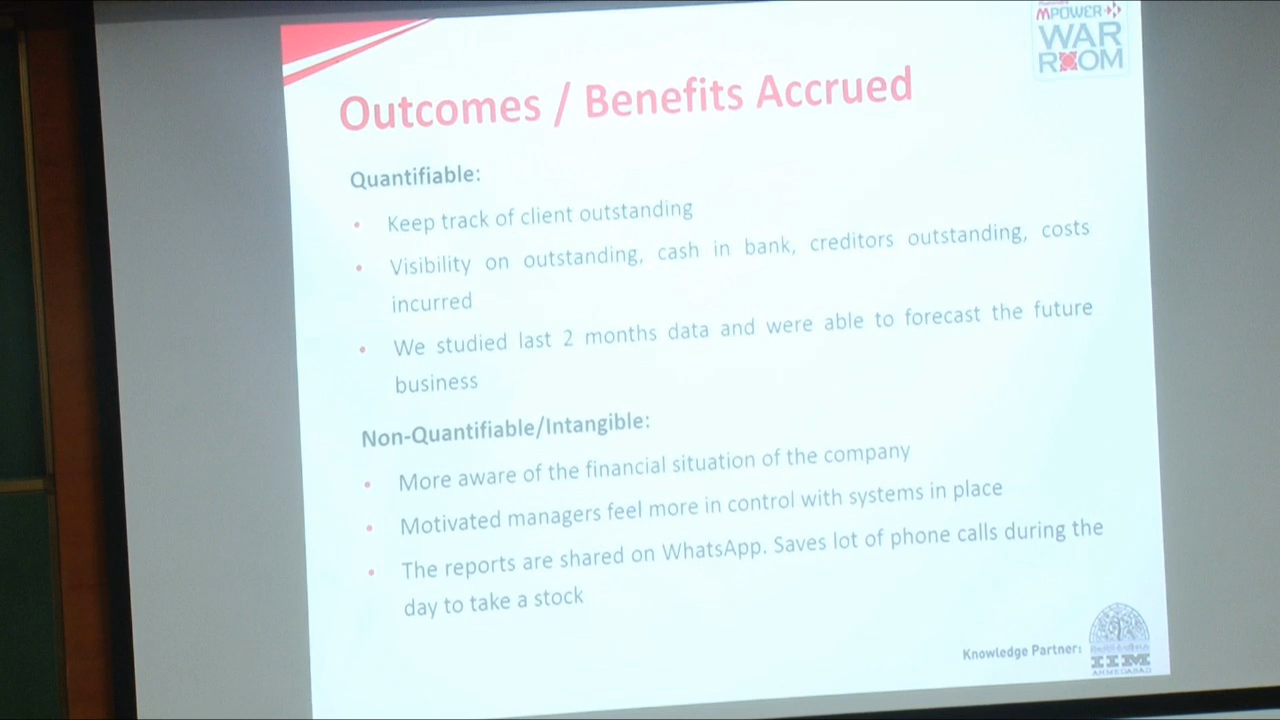 MPOWER
WAR
ROOM
Outcomes / Benefits Accrued
Quantifiable:
• Keep track of client outstanding
• Visibility on outstanding, cash in bank, creditors outstanding, costs
incurred
• We studied last 2 months data and were able to forecast the future
business
Non-Quantifiable/Intangible:
• More aware of the financial situation of the company
• Motivated managers feel more in control with systems in place
• The reports are shared on WhatsApp. Saves lot of phone calls during the
day to take a stock
Knowledge Partner:
IIM
AHMEDABAD